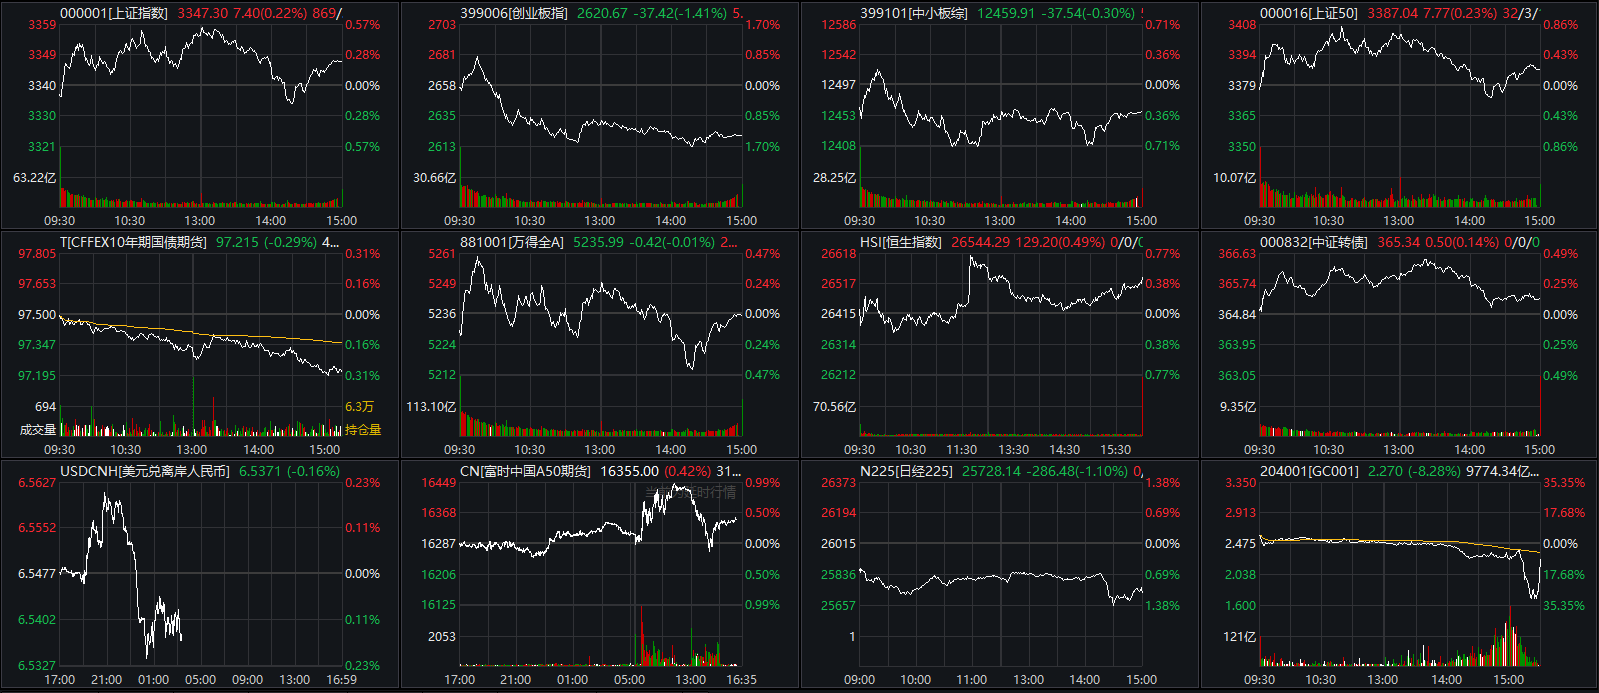 000001[上证指数] 3347.30 7.40(0.22%) 869/
3359 0.57%
3349 0.28%
3340 0.00%
3330 0.28%
3321 0.57%
63.22亿
09:30 10:30 13:00 14:00 15:00
399006[创业板指] 2620.67 -37.42(-1.41%) 5.
2703 1.70%
2681 0.85%
2658 0.00%
2635 0.85%
2613 1.70%
30.66亿
09:30 10:30 13:00 14:00 15:00
399101[中小板综] 12459.91 -37.54(-0.30%)
12586 0.71%
12542 0.36%
12497 0.00%
12453 0.36%
12408 0.71%
28.25亿
09:30 10:30 13:00 14:00 15:00
000016[上证50] 3387.04 7.77(0.23%) 32/3/
3408 0.86%
3394 0.43%
3379 0.00%
3365 0.43%
3350 0.86%
10.07亿
09:30 10:30 13:00 14:00 15:00
T[CFFEX10年期国债期货] 97.215 (-0.29%) 4...
97.805 0.31%
97.653 0.16%
97.500 0.00%
97.347 0.16%
97.195 0.31%
694 6.3万
成交量 持仓量
09:30 10:30 13:00 14:00 15:00
881001[万得全A] 5235.99 -0.42(-0.01%) 2...
5261 0.47%
5249 0.24%
5236 0.00%
5224 0.24%
5212 0.47%
113.10亿
09:30 10:30 13:00 14:00 15:00
HSI[恒生指数] 26544.29 129.20(0.49%) 0/0/0
26618 0.77%
26517 0.38%
26415 0.00%
26314 0.38%
26212 0.77%
70.56亿
09:30 10:30 11:30 13:30 14:30 15:30
000832[中证转债] 365.34 0.50(0.14%) 0/0/0
366.63 0.49%
365.74 0.25%
364.84 0.00%
363.95 0.25%
363.05 0.49%
9.35亿
09:30 10:30 13:00 14:00 15:00
USDCNH[美元兑离岸人民币] 6.5371 (-0.16%)
6.5627 0.23%
6.5552 0.11%
6.5477 0.00%
6.5402 0.11%
6.5327 0.23%
17:00 21:00 01:00 05:00 09:00 13:00 16:59
CN[富时中国A50期货] 16355.00 (0.42%) 31...
当前为延时行情
16449 0.99%
16368 0.50%
16287 0.00%
16206 0.50%
16125 0.99%
2053
17:00 21:00 01:00 05:00 09:00 13:00 16:35
N225[日经225] 25728.14 -286.48(-1.10%) 0,
26373 1.38%
26194 0.69%
26015 0.00%
25836 0.69%
25657 1.38%
1
09:00 10:00 11:00 13:00 14:00 15:00
204001[GC001] 2.270 (-8.28%) 9774.34亿...
3.350 35.35%
2.913 17.68%
2.475 0.00%
2.038 17.68%
1.600 35.35%
121亿
09:30 10:30 13:00 14:00 15:00